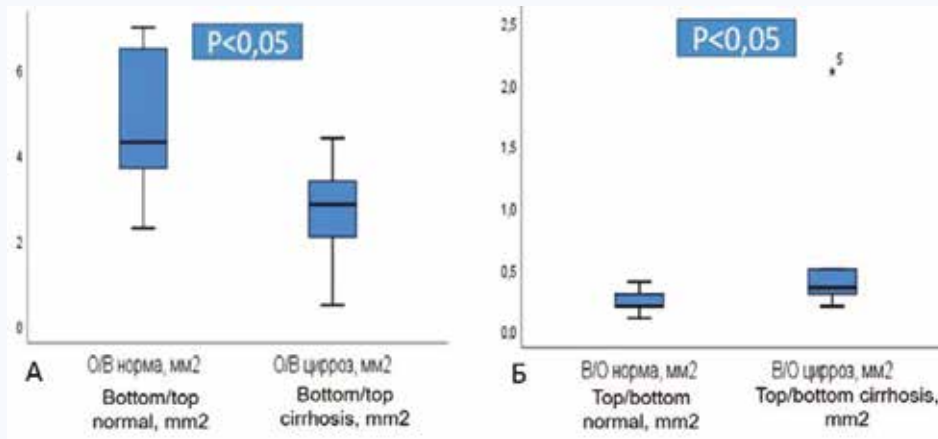 P<0,05
6
4
2
0
О/В норма, мм2
О/В цирроз, мм2
А
Bottom/top
normal, mm2
Bottom/top
cirrhosis, mm2
P<0,05
2,5
2,0
1,5
1,0
0,5
0,0
5
В/О норма, мм2
В/О цирроз, мм2
Б
Top/bottom
normal, mm2
Top/bottom cirrhosis,
mm2